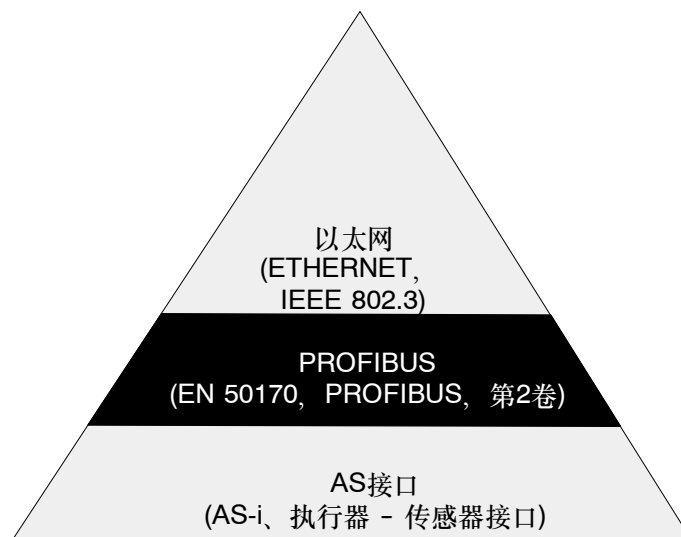 以太网
(ETHERNET,
IEEE 802.3)
PROFIBUS
(EN 50170, PROFIBUS, 第2卷)
AS接口
(AS-i、执行器 - 传感器接口)